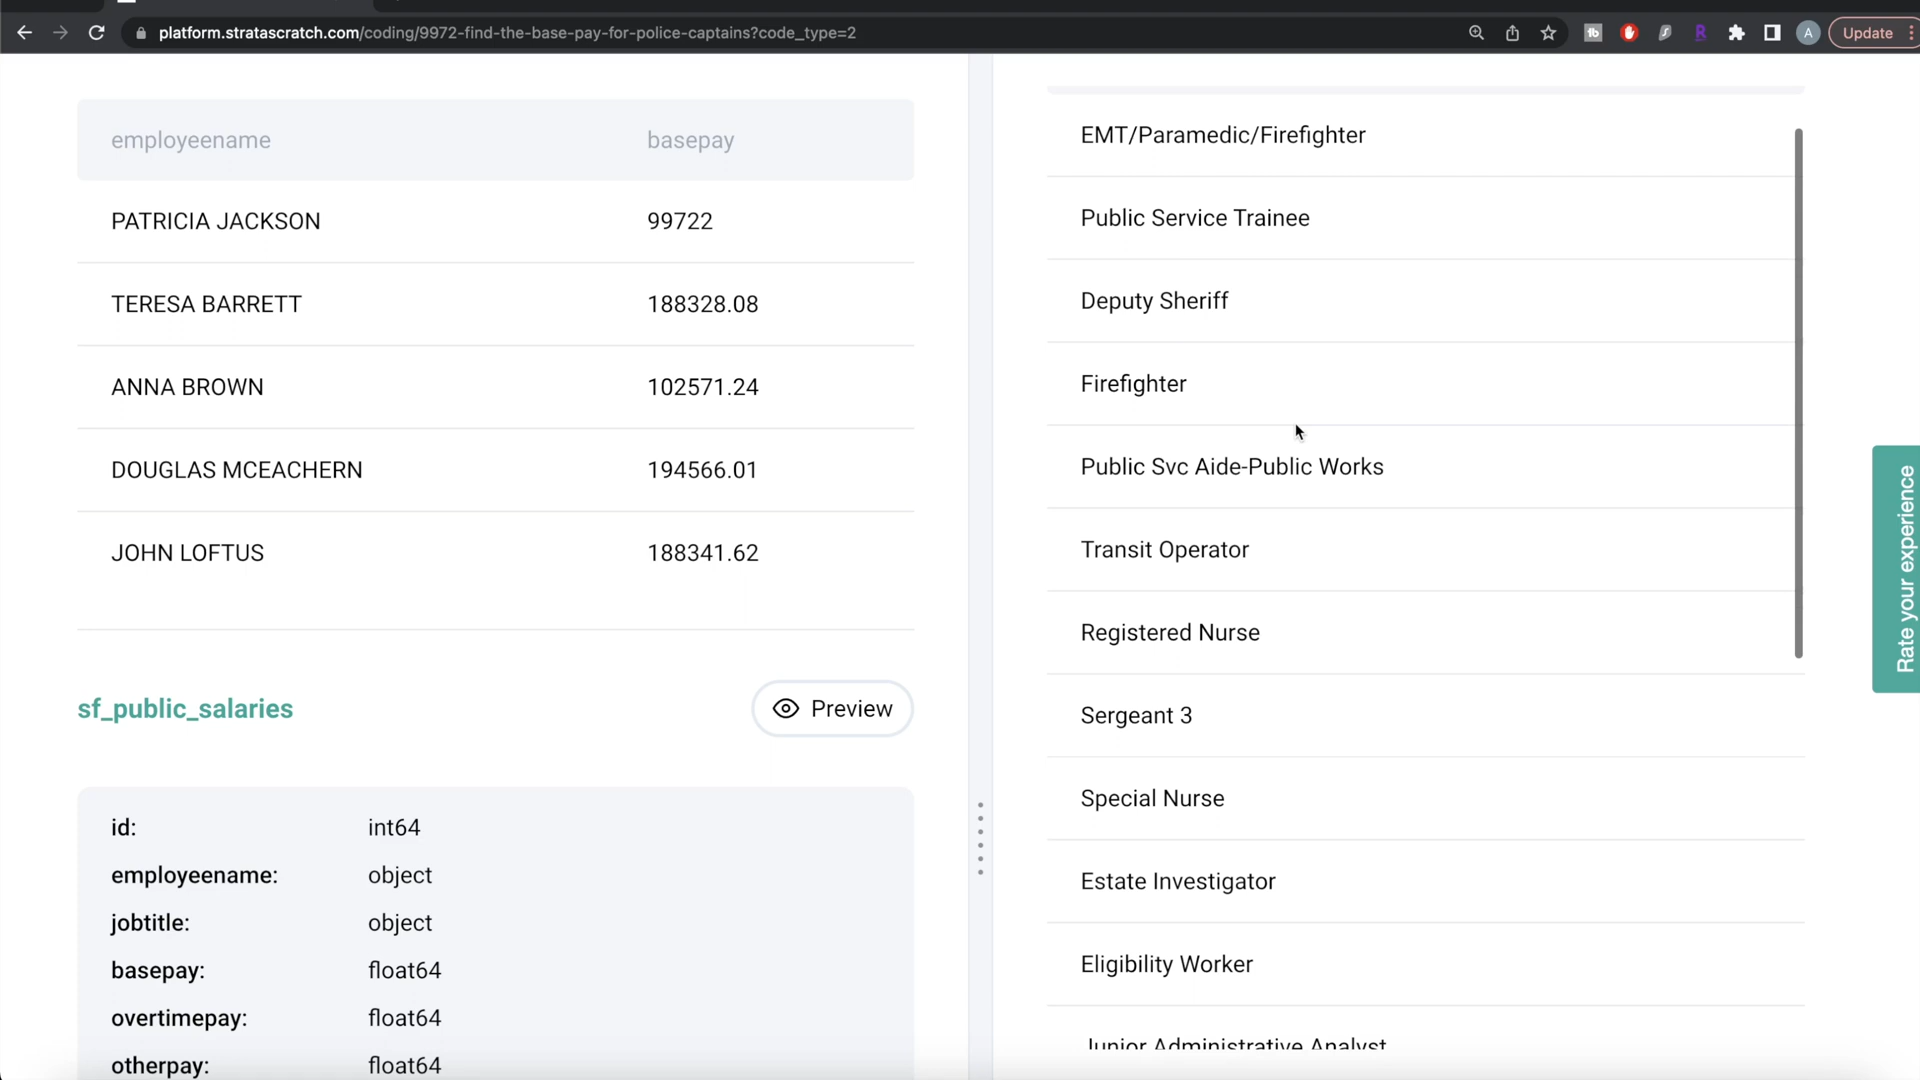 platform.stratascratch.com/coding/9972-find-the-base-pay-for-police-captains?code_type=2
tb
R
A
Update
employeename basepay
PATRICIA JACKSON 99722
TERESA BARRETT 188328.08
ANNA BROWN 102571.24
DOUGLAS MCEACHERN 194566.01
JOHN LOFTUS 188341.62
sf_public_salaries
Preview
id: int64
employeename: object
jobtitle: object
basepay: float64
overtimepay: float64
otherpay: float64
EMT/Paramedic/Firefighter
Public Service Trainee
Deputy Sheriff
Firefighter
Public Svc Aide-Public Works
Transit Operator
Registered Nurse
Sergeant 3
Special Nurse
Estate Investigator
Eligibility Worker
Junior Administrative Analyst
Rate your experience